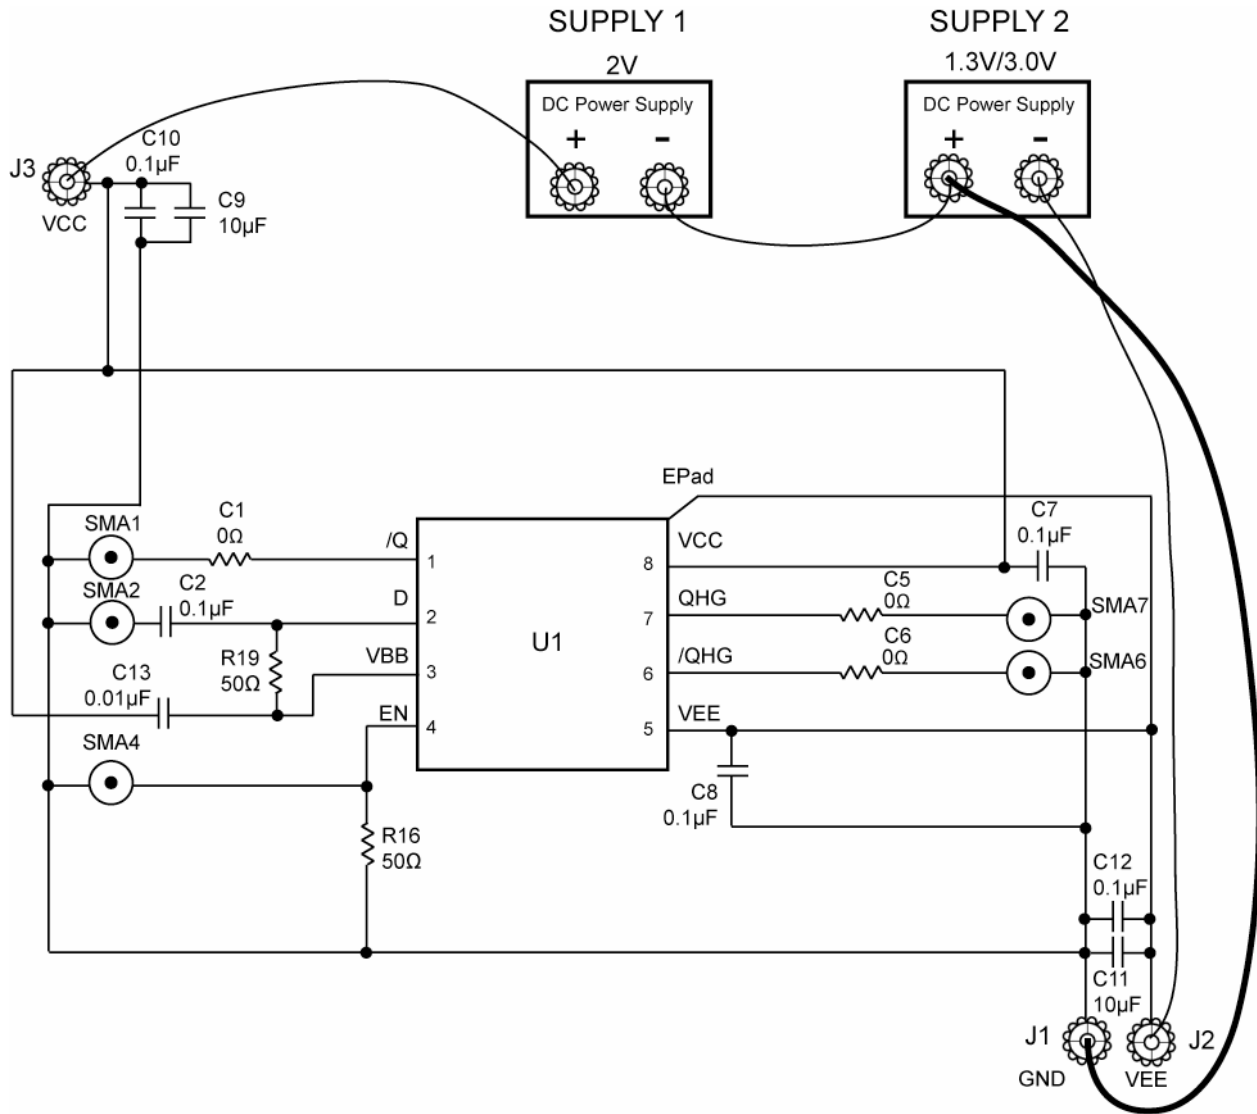 SUPPLY 1
SUPPLY 2
2V
1.3V/3.0V
DC Power Supply
DC Power Supply
+ -
+ -
J3
VCC
C10
0.1µF
C9
10µF
EPad
SMA1
C1
0Ω
/Q
1
SMA2
C2
0.1µF
D
2
R19
50Ω
VBB
3
C13
0.01µF
EN
4
SMA4
R16
50Ω
U1
VCC
8
C7
0.1µF
QHG
7
C5
0Ω
SMA7
/QHG
6
C6
0Ω
SMA6
VEE
5
C8
0.1µF
C12
0.1µF
C11
10µF
J1
GND
J2
VEE